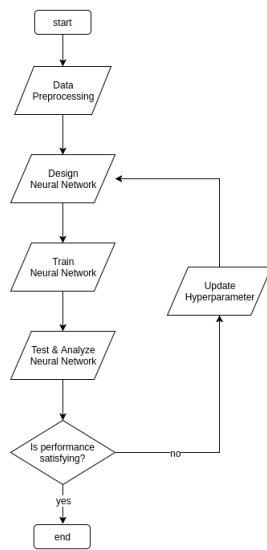 start
Data
Preprocessing
Design
Neural Network
Train
Neural Network
Update
Hyperparameter
Test & Analyze
Neural Network
Is performance
satisfying?
no
yes
end